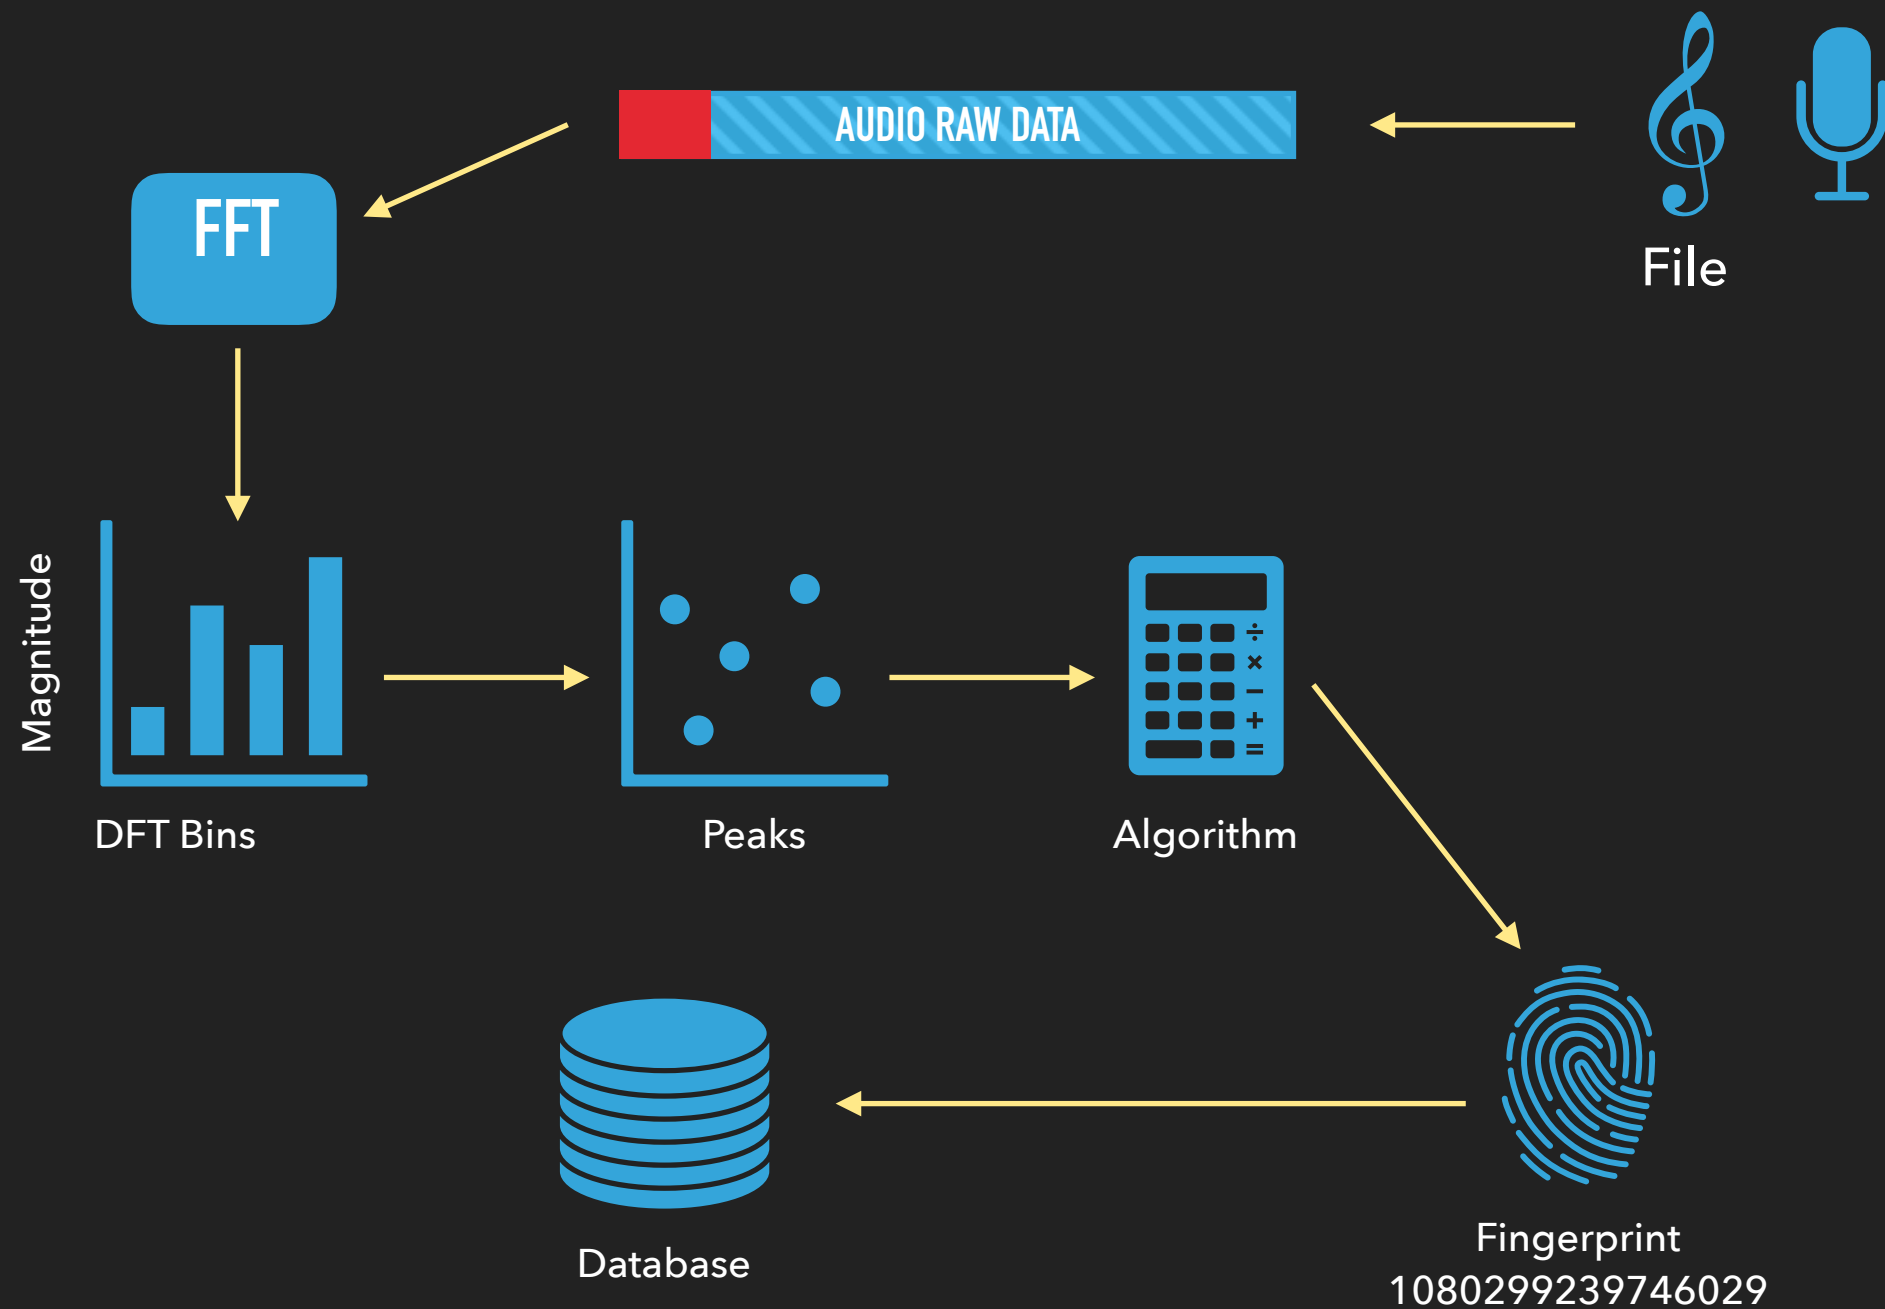 AUDIO RAW DATA
FFT
File
Magnitude
DFT Bins
Peaks
Algorithm
Database
Fingerprint
1080299239746029